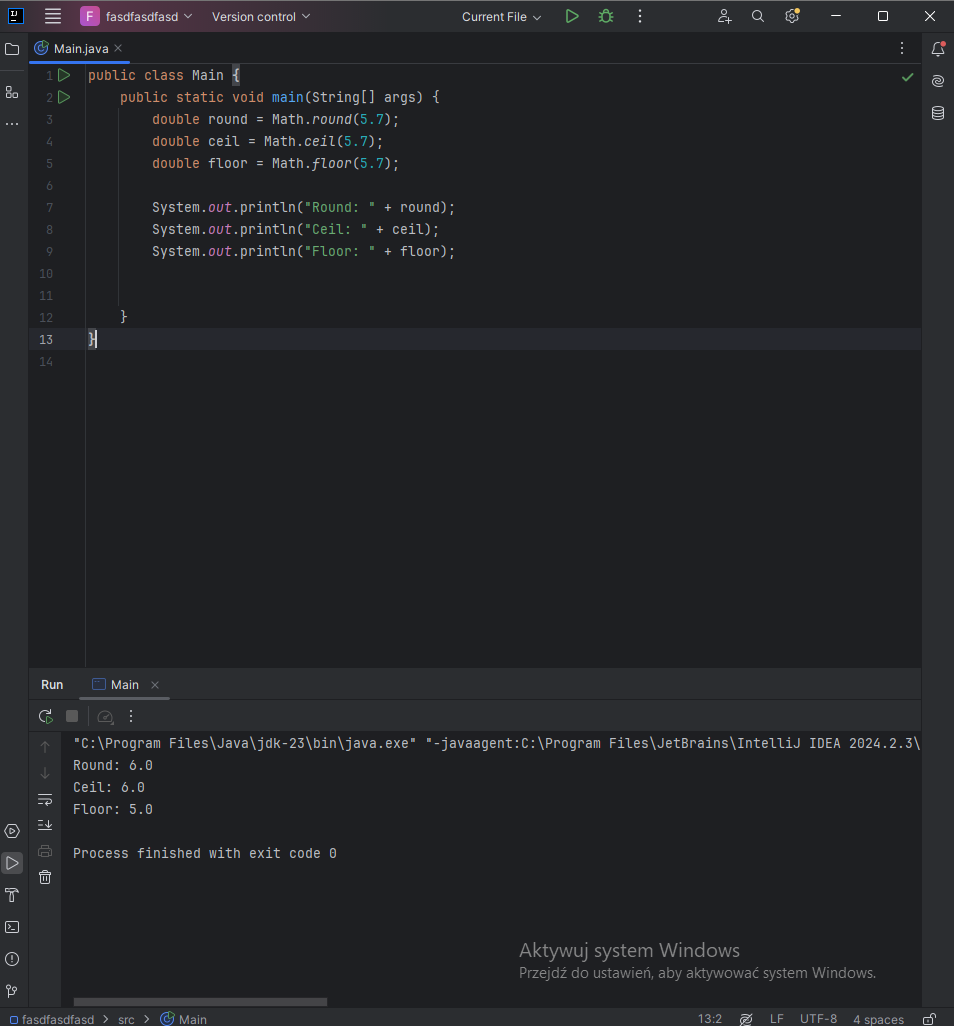 F fasdfasdfasd Version control Current File
Main.java
1 public class Main {
2 public static void main(String[] args) {
3 double round = Math.round(5.7);
4 double ceil = Math.ceil(5.7);
5 double floor = Math.floor(5.7);
6
7 System.out.println("Round: " + round);
8 System.out.println("Ceil: " + ceil);
9 System.out.println("Floor: " + floor);
10
11
12 }
13 }
14
Run Main
"C:\Program Files\Java\jdk-23\bin\java.exe" "-javaagent:C:\Program Files\JetBrains\IntelliJ IDEA 2024.2.3\
Round: 6.0
Ceil: 6.0
Floor: 5.0
Process finished with exit code 0
Aktywuj system Windows
Przejdź do ustawień, aby aktywować system Windows.
fasdfasdfasd > src > Main 13:2 LF UTF-8 4 spaces